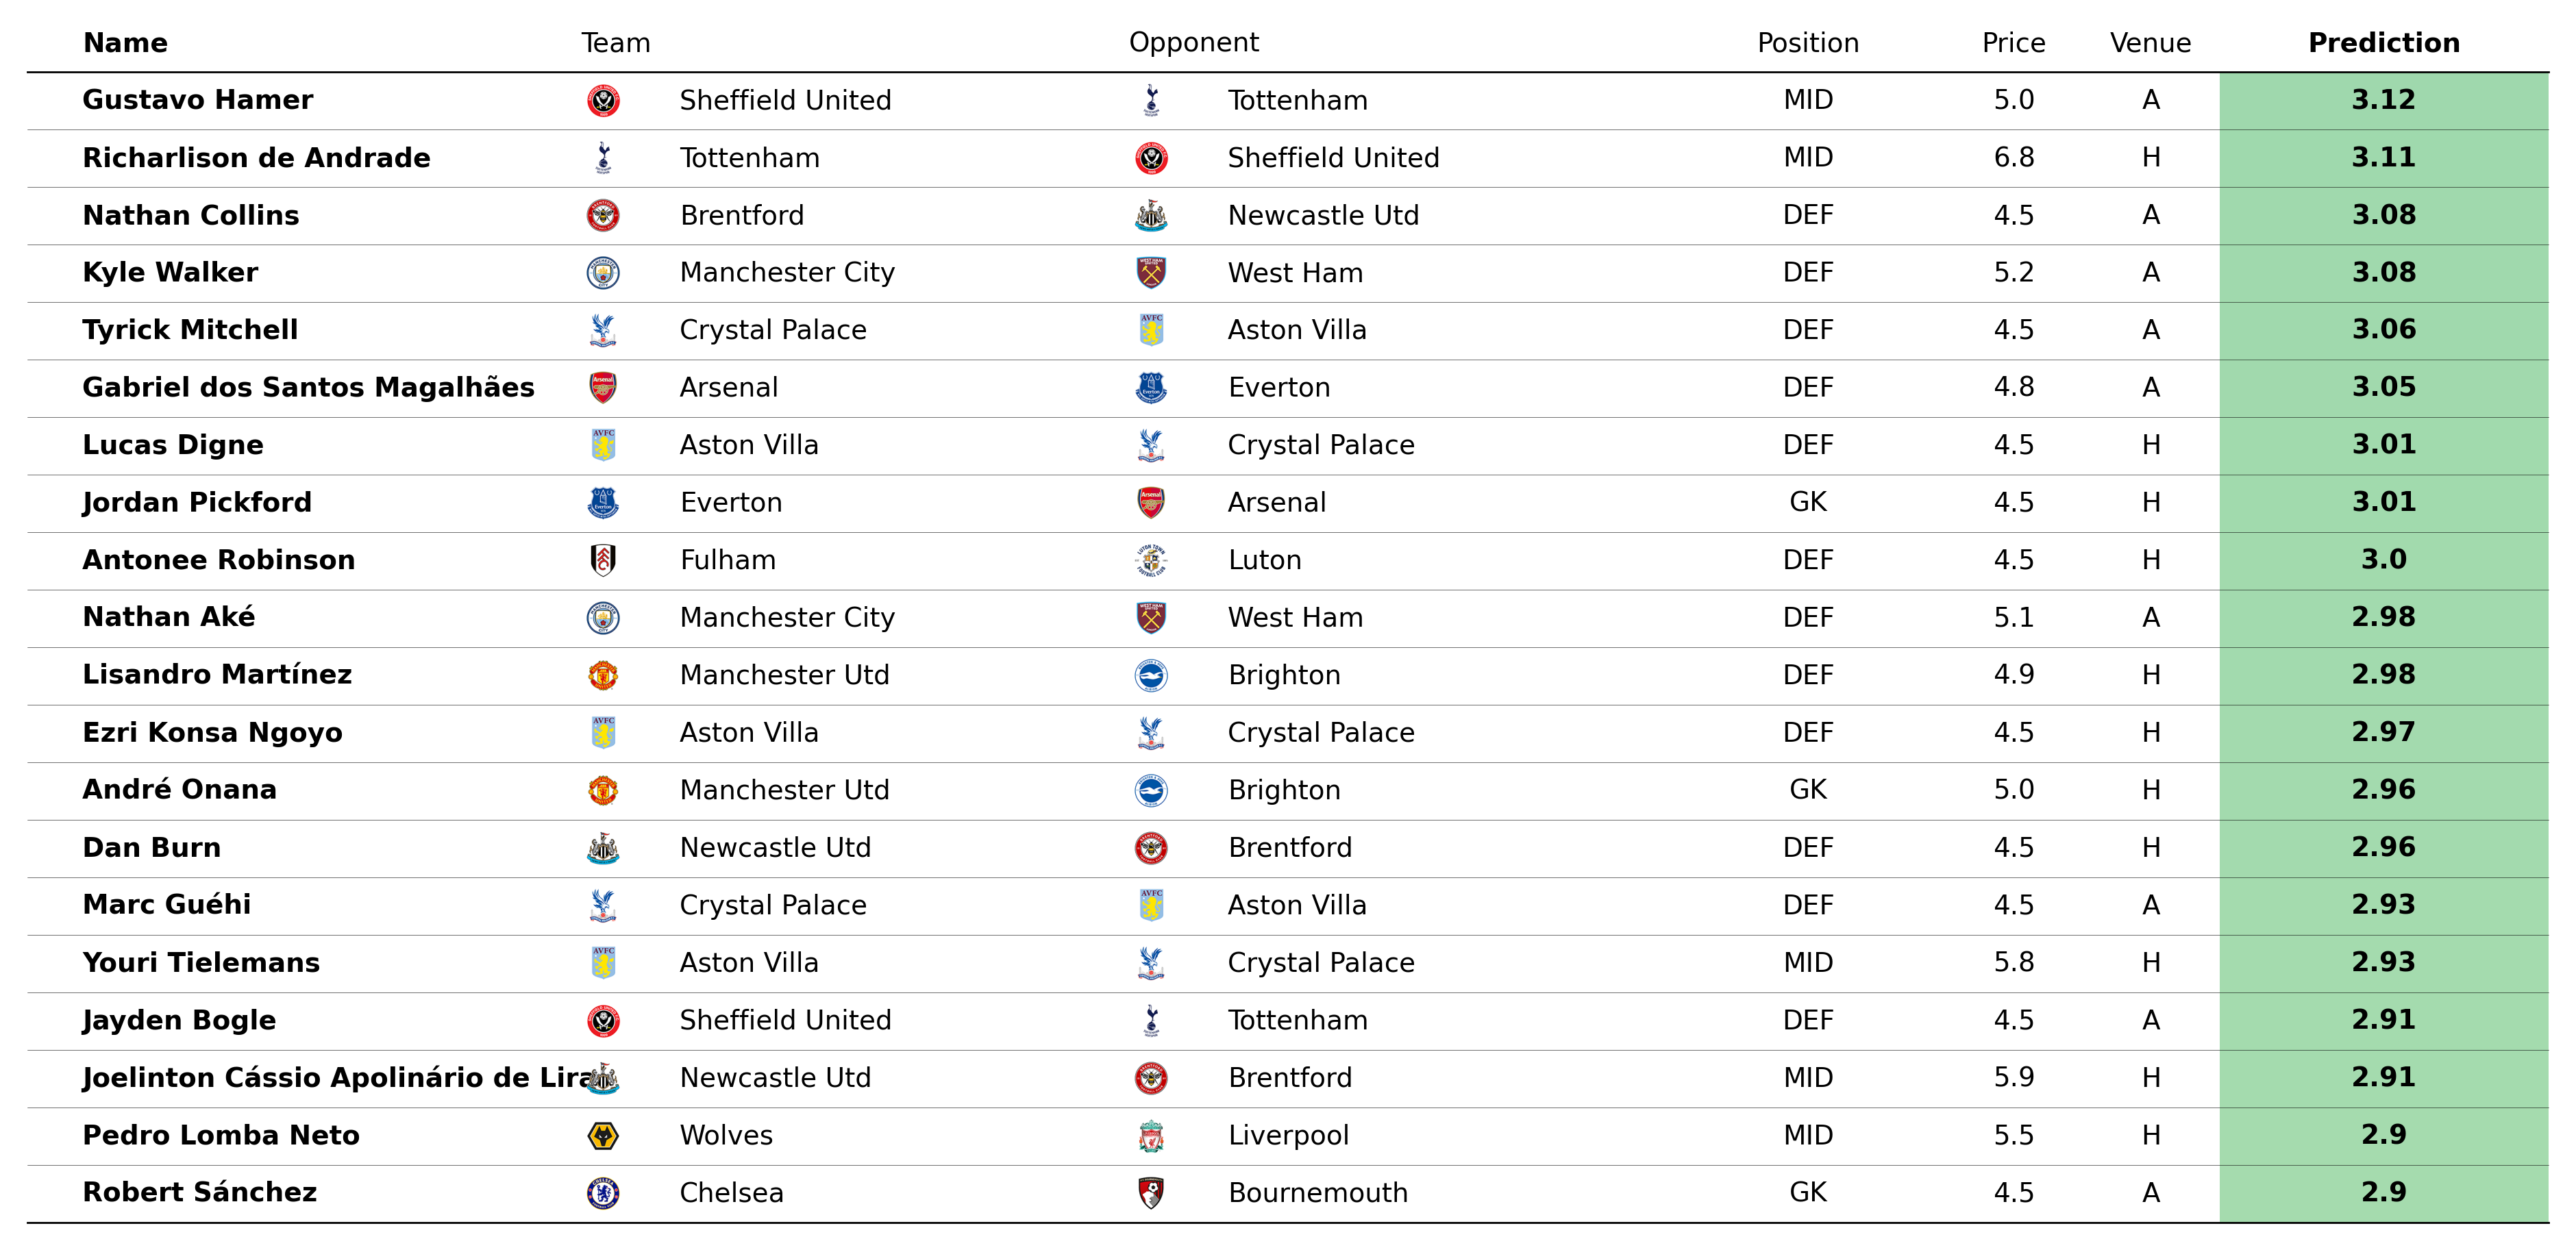 Name Team Opponent Position Price Venue Prediction
Gustavo Hamer Sheffield United Tottenham MID 5.0 A 3.12
Richarlison de Andrade Tottenham Sheffield United MID 6.8 H 3.11
Nathan Collins Brentford Newcastle Utd DEF 4.5 A 3.08
Kyle Walker Manchester City West Ham DEF 5.2 A 3.08
Tyrick Mitchell Crystal Palace Aston Villa DEF 4.5 A 3.06
Gabriel dos Santos Magalhães Arsenal Everton DEF 4.8 A 3.05
Lucas Digne Aston Villa Crystal Palace DEF 4.5 H 3.01
Jordan Pickford Everton Arsenal GK 4.5 H 3.01
Antonee Robinson Fulham Luton DEF 4.5 H 3.0
Nathan Aké Manchester City West Ham DEF 5.1 A 2.98
Lisandro Martínez Manchester Utd Brighton DEF 4.9 H 2.98
Ezri Konsa Ngoyo Aston Villa Crystal Palace DEF 4.5 H 2.97
André Onana Manchester Utd Brighton GK 5.0 H 2.96
Dan Burn Newcastle Utd Brentford DEF 4.5 H 2.96
Marc Guéhi Crystal Palace Aston Villa DEF 4.5 A 2.93
Youri Tielemans Aston Villa Crystal Palace MID 5.8 H 2.93
Jayden Bogle Sheffield United Tottenham DEF 4.5 A 2.91
Joelinton Cássio Apolinário de Lira Newcastle Utd Brentford MID 5.9 H 2.91
Pedro Lomba Neto Wolves Liverpool MID 5.5 H 2.9
Robert Sánchez Chelsea Bournemouth GK 4.5 A 2.9